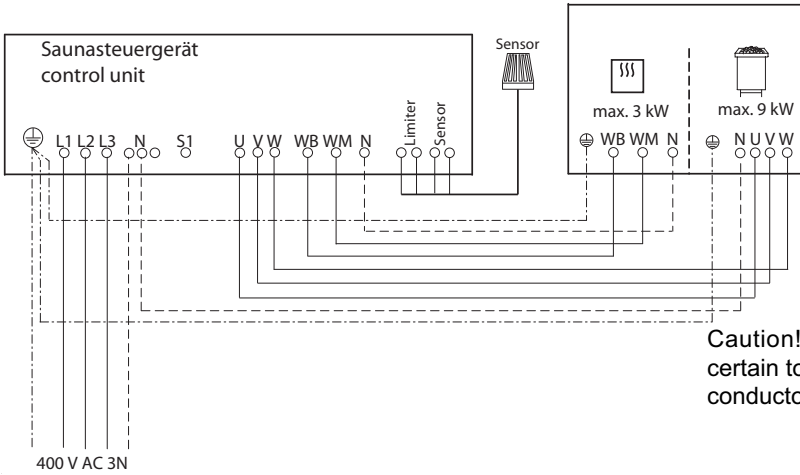 Saunasteuergerät
control unit
Sensor
max. 3 kW
max. 9 kW
L1 L2 L3 N S1 U V W WB WM N Limiter Sensor
WB WM N
N U V W
Caution!
certain to
conducto
400 V AC 3N